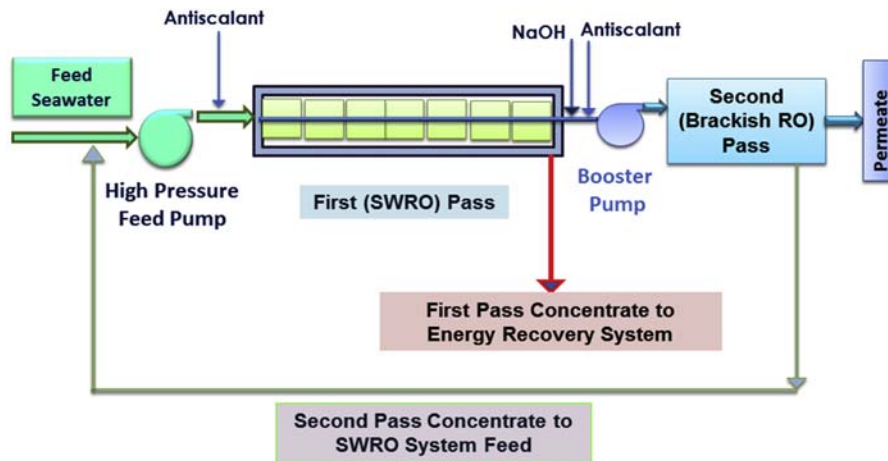 Antiscalant
NaOH Antiscalant
Feed
Seawater
Second
(Brackish RO)
Pass
Permeate
High Pressure
Feed Pump
First (SWRO) Pass
Booster
Pump
First Pass Concentrate to
Energy Recovery System
Second Pass Concentrate to
SWRO System Feed